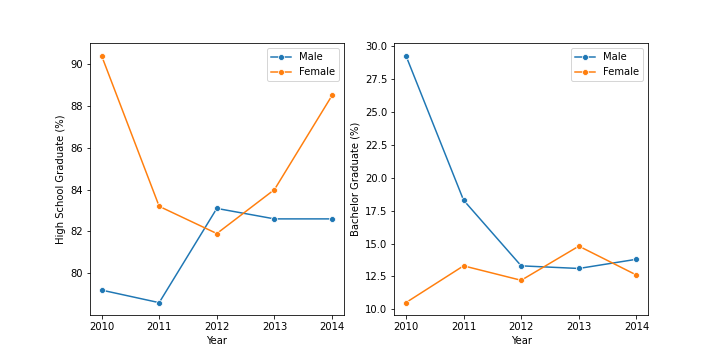 Male
Female
90
88
86
84
82
80
High School Graduate (%)
2010 2011 2012 2013 2014
Year
Male
Female
30.0
27.5
25.0
22.5
20.0
17.5
15.0
12.5
10.0
Bachelor Graduate (%)
2010 2011 2012 2013 2014
Year